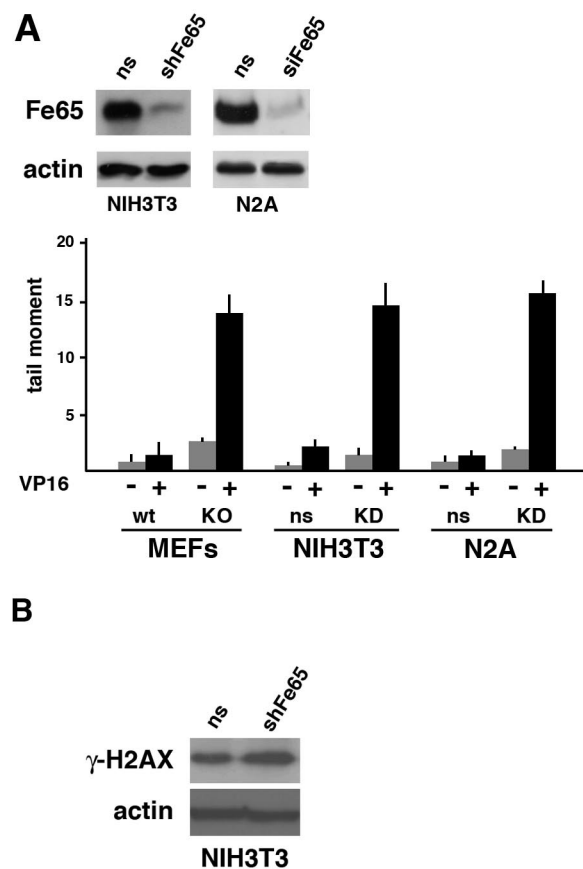 A
ns shFe65 ns siFe65
Fe65
actin
NIH3T3 N2A
20
15
10
5
tail moment
VP16 - + - + - + - + - + - +
wt KO ns KD ns KD
MEFs NIH3T3 N2A
B
ns shFe65
γ-H2AX
actin
NIH3T3